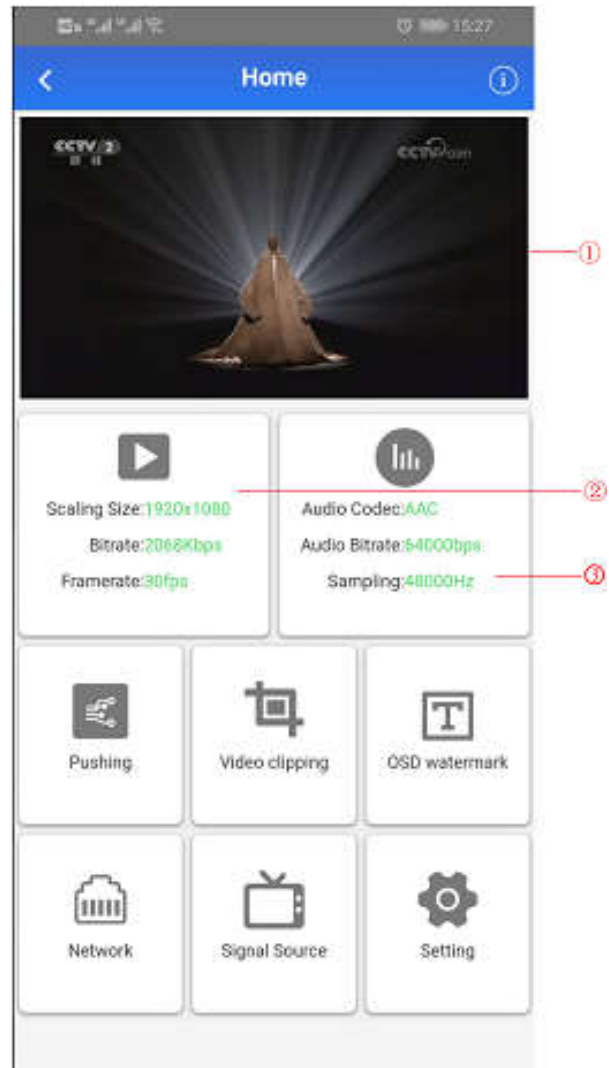 15:27
Home
CCTV 2
CCTV.com
①
Scaling Size:1920x1080
Bitrate:2068Kbps
Framerate:30fps
②
Audio Codec:AAC
Audio Bitrate:64000bps
Sampling:48000Hz
③
Pushing
Video clipping
OSD watermark
Network
Signal Source
Setting